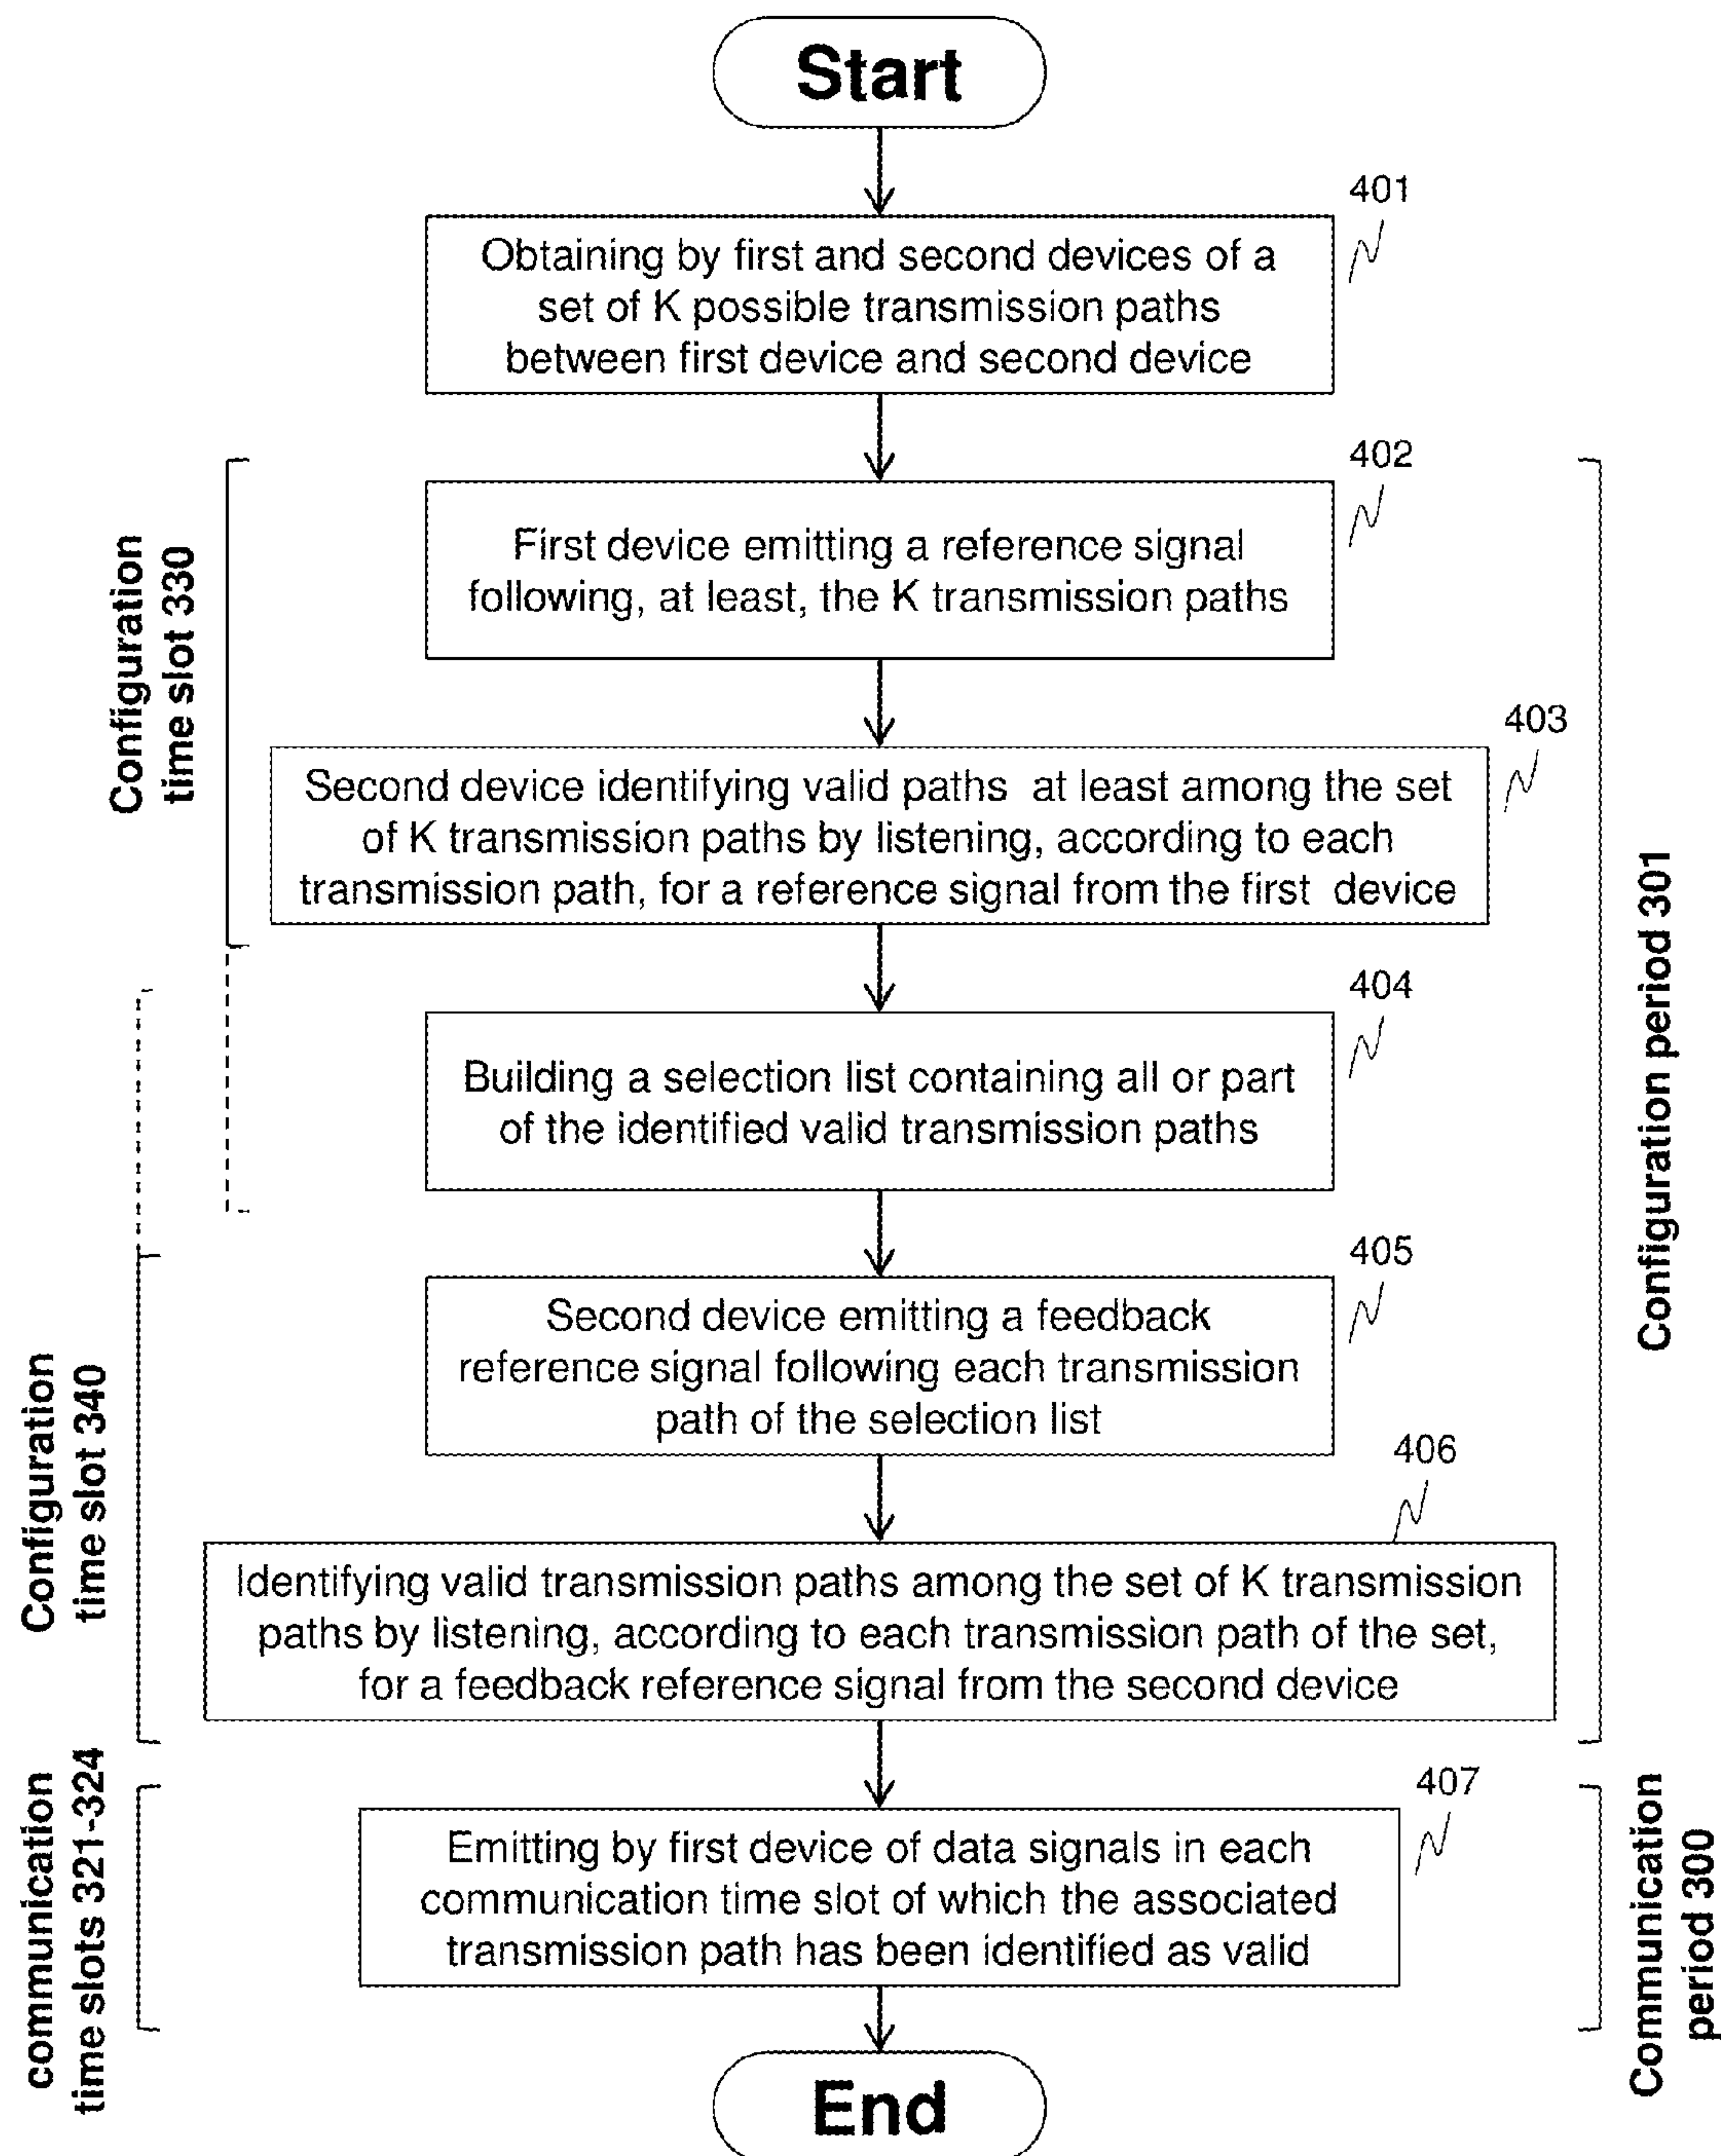 Start
401
Obtaining by first and second devices of a
set of K possible transmission paths
between first device and second device
402
First device emitting a reference signal
following, at least, the K transmission paths
Configuration
time slot 330
403
Second device identifying valid paths at least among the set
of K transmission paths by listening, according to each
transmission path, for a reference signal from the first device
Configuration period 301
404
Building a selection list containing all or part
of the identified valid transmission paths
405
Second device emitting a feedback
reference signal following each transmission
path of the selection list
Configuration
time slot 340
406
Identifying valid transmission paths among the set of K transmission
paths by listening, according to each transmission path of the set,
for a feedback reference signal from the second device
407
Emitting by first device of data signals in each
communication time slot of which the associated
transmission path has been identified as valid
communication
time slots 321-324
Communication
period 300
End